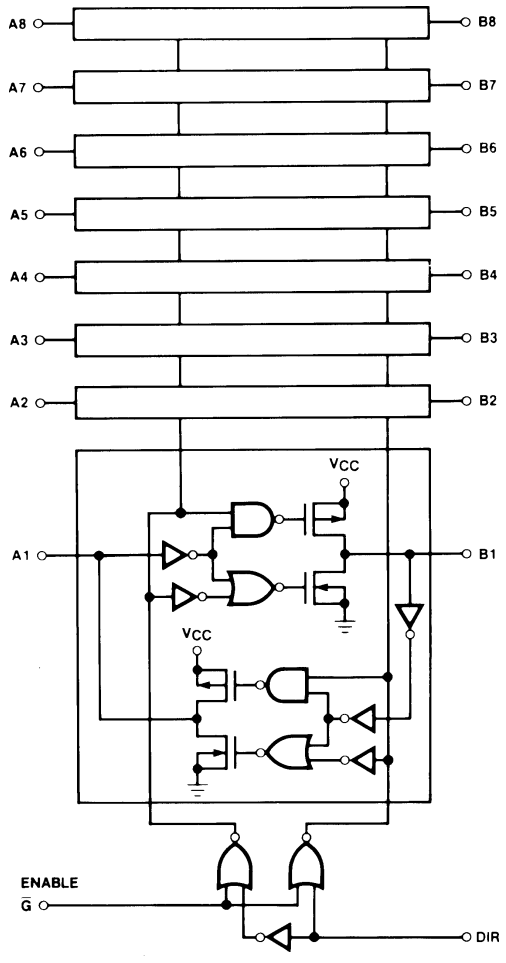 A8 B8
A7 B7
A6 B6
A5 B5
A4 B4
A3 B3
A2 B2
VCC
A1 B1
VCC
ENABLE
G̅ DIR